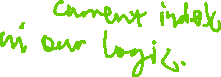 current index
in our logic.